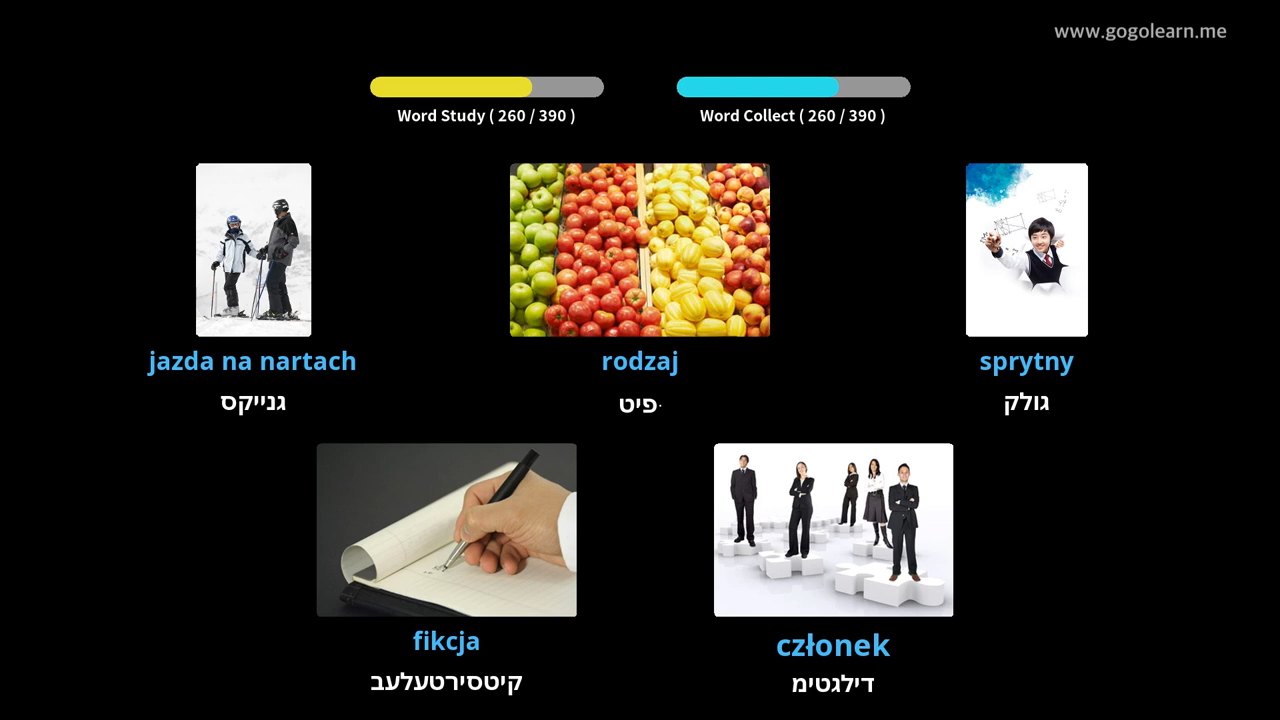 www.gogolearn.me
Word Study ( 260 / 390 )
Word Collect ( 260 / 390 )
jazda na nartach
גנייקס
rodzaj
פיט
sprytny
גולק
fikcja
קיטסירטעלעב
członek
דילגטימ